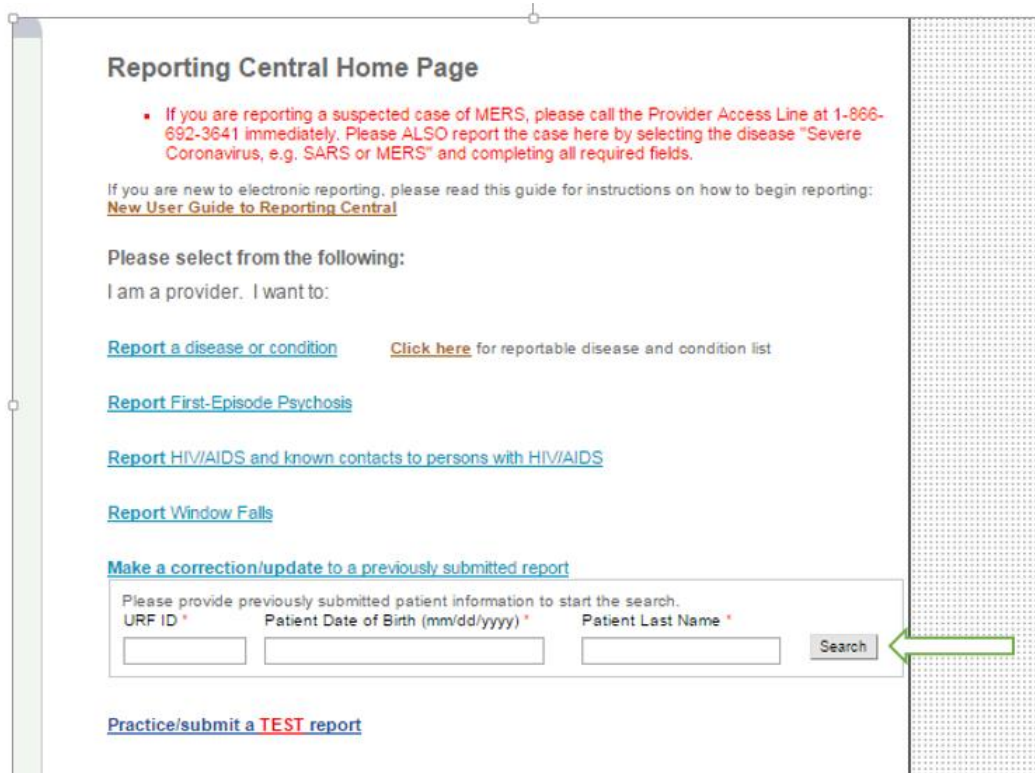 Reporting Central Home Page
If you are reporting a suspected case of MERS, please call the Provider Access Line at 1-866-
692-3641 immediately. Please ALSO report the case here by selecting the disease "Severe
Coronavirus, e.g. SARS or MERS" and completing all required fields.
If you are new to electronic reporting, please read this guide for instructions on how to begin reporting:
New User Guide to Reporting Central
Please select from the following:
I am a provider. I want to:
Report a disease or condition Click here for reportable disease and condition list
Report First-Episode Psychosis
Report HIV/AIDS and known contacts to persons with HIV/AIDS
Report Window Falls
Make a correction/update to a previously submitted report
Please provide previously submitted patient information to start the search.
URF ID * Patient Date of Birth (mm/dd/yyyy) * Patient Last Name *
Search
Practice/submit a TEST report